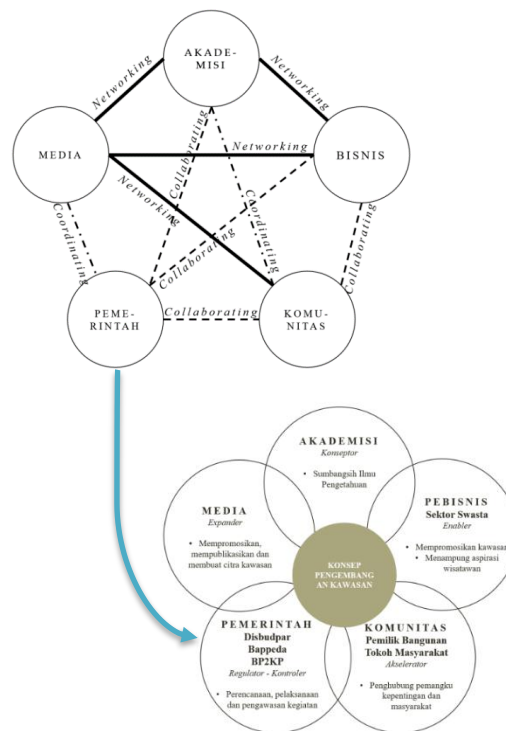 AKADE-
MISI
Networking
Networking
MEDIA
Networking
BISNIS
Networking
Collaborating
Coordinating
Coordinating
Collaborating
Collaborating
PEME-
RINTAH
Collaborating
KOMU-
NITAS
AKADEMISI
Konseptor
• Sumbangsih Ilmu
Pengetahuan
MEDIA
Expander
• Mempromosikan,
mempublikasikan dan
membuat citra kawasan
PEBISNIS
Sektor Swasta
Enabler
• Mempromosikan kawasan
• Menampung aspirasi
wisatawan
KONSEP
PENGEMBANG
AN KAWASAN
PEMERINTAH
Disbudpar
Bappeda
BP2KP
Regulator - Kontroler
• Perencanaan, pelaksanaan
dan pengawasan kegiatan
KOMUNITAS
Pemilik Bangunan
Tokoh Masyarakat
Akselerator
• Penghubung pemangku
kepentingan dan
masyarakat